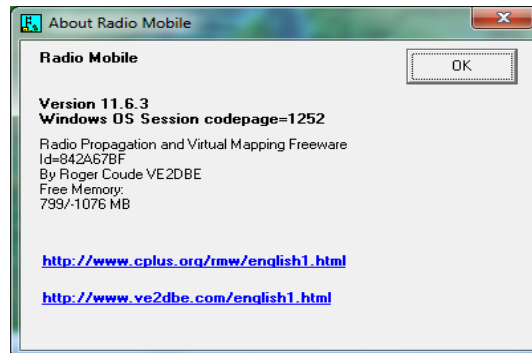 About Radio Mobile
Radio Mobile
OK
Version 11.6.3
Windows OS Session codepage=1252
Radio Propagation and Virtual Mapping Freeware
Id=842A67BF
By Roger Coude VE2DBE
Free Memory:
799/-1076 MB
http://www.cplus.org/rmw/english1.html
http://www.ve2dbe.com/english1.html